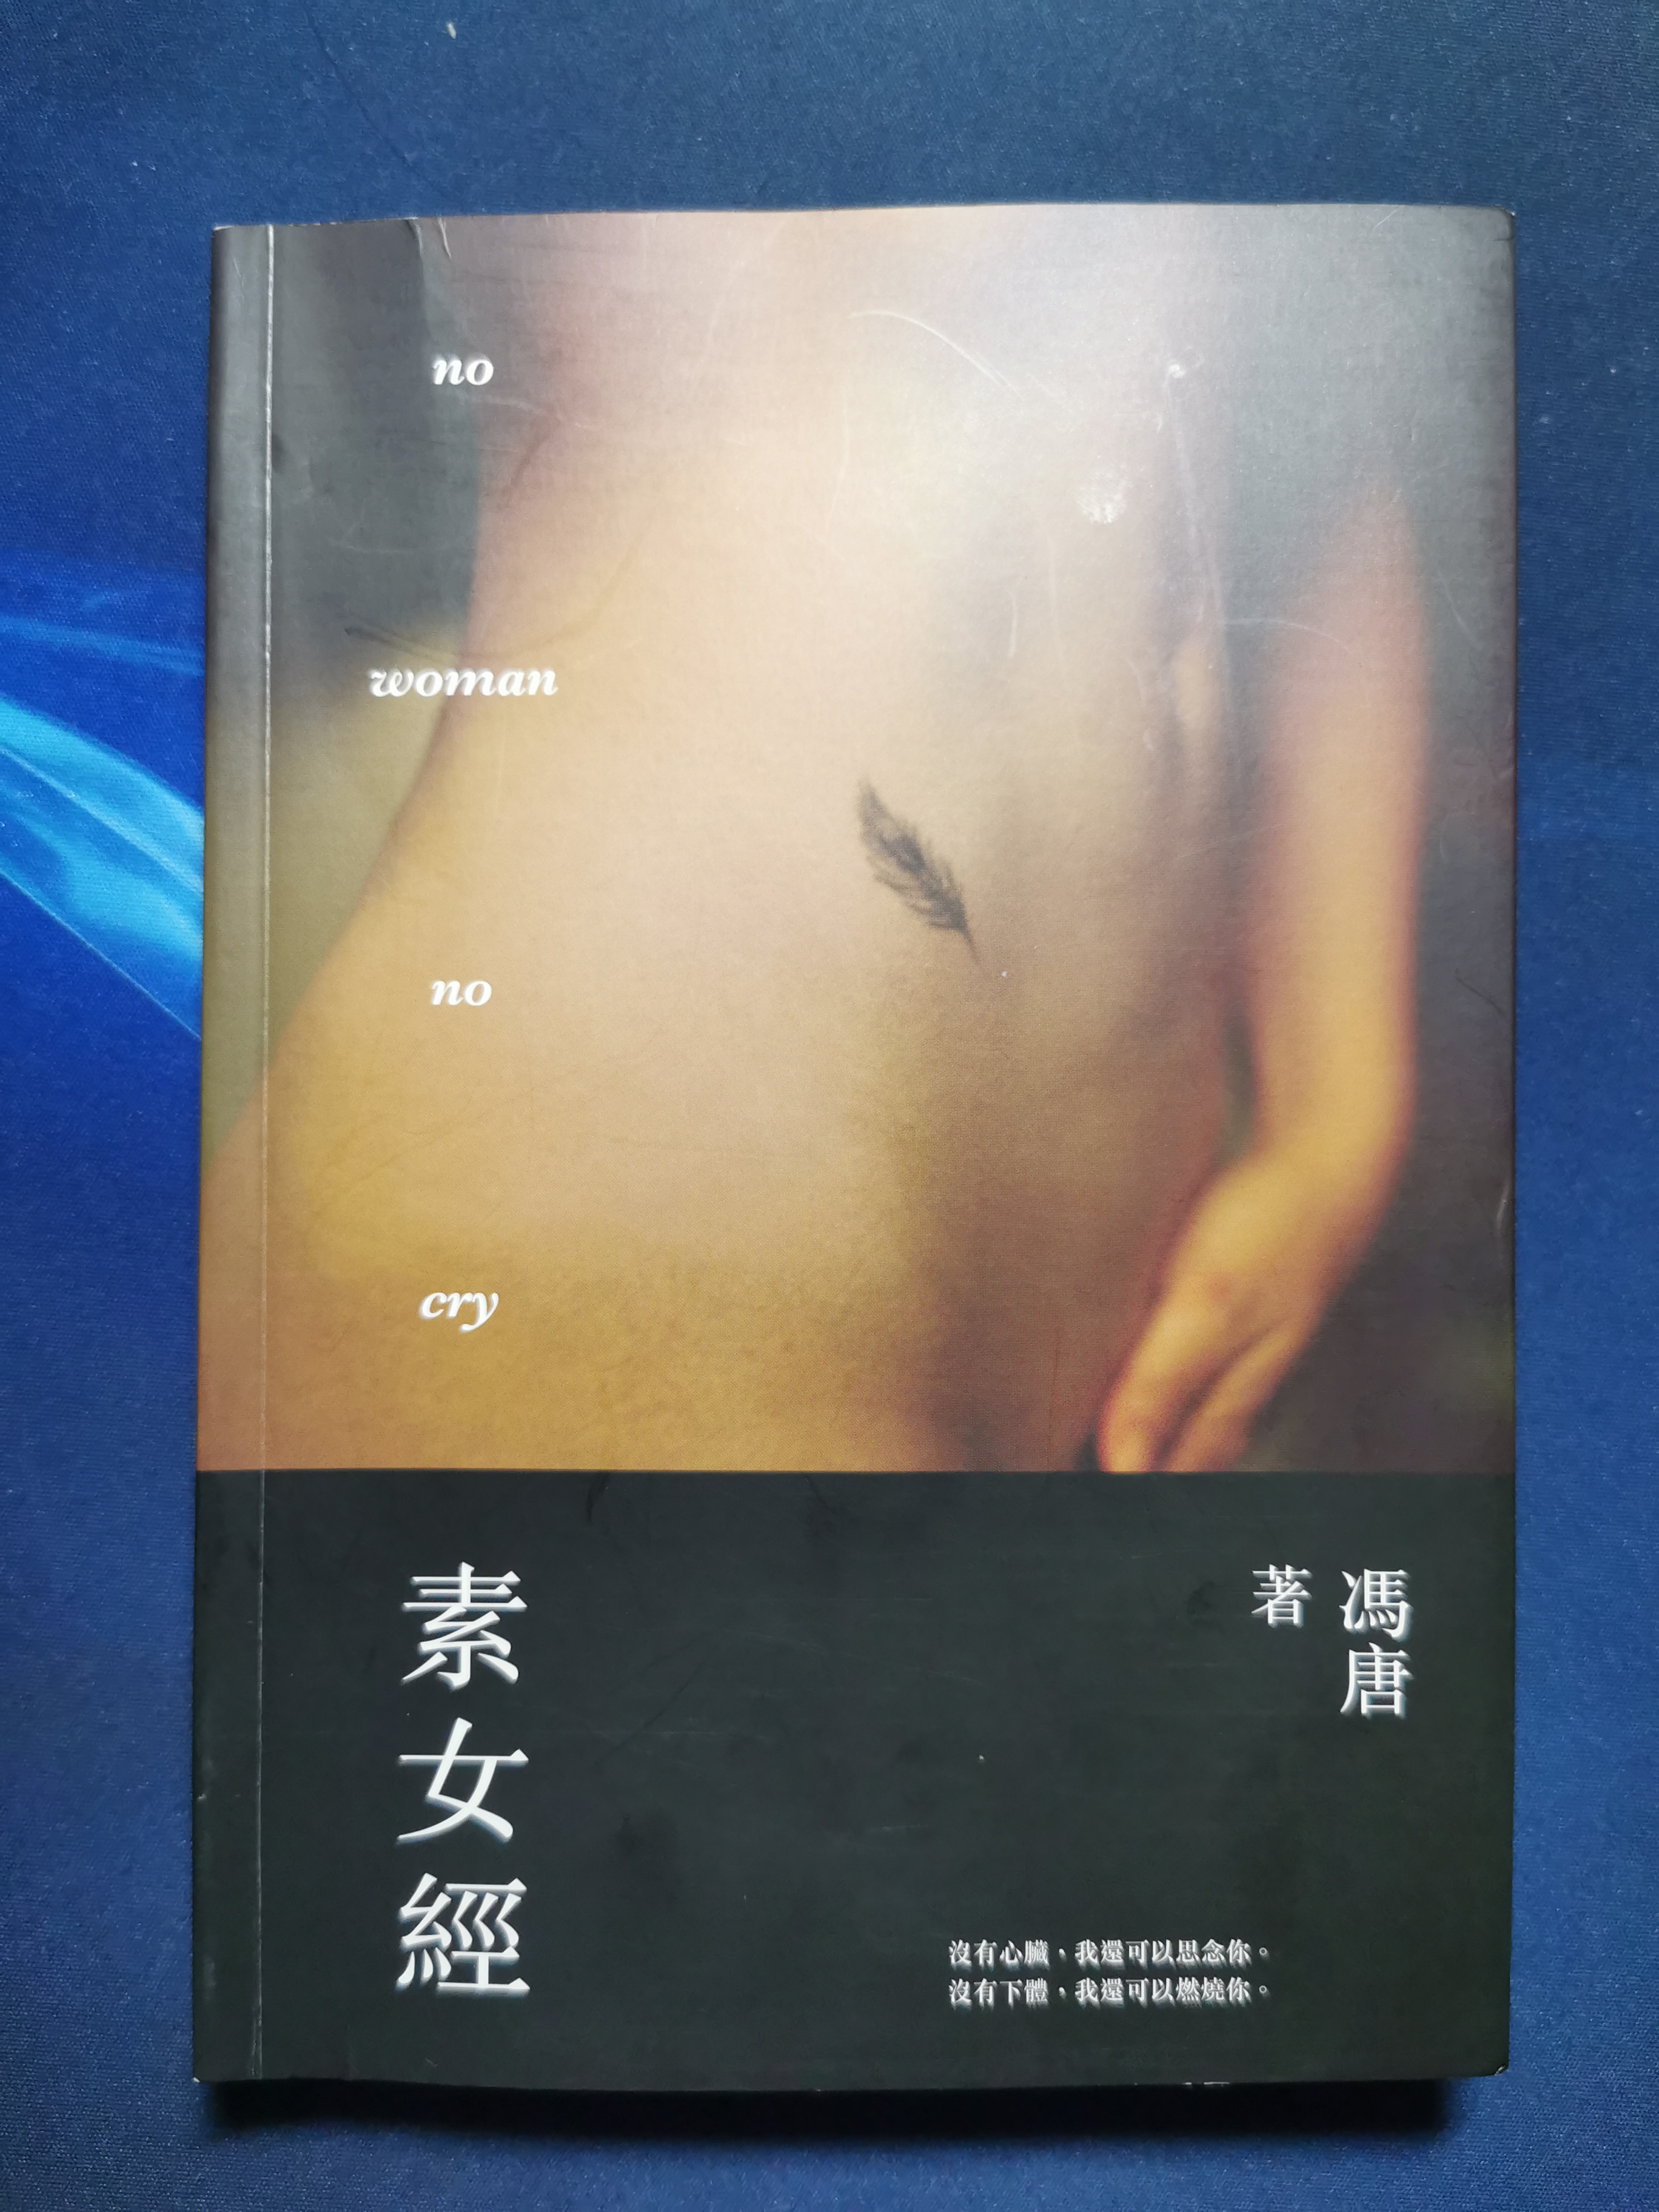 no
woman
no
cry
素女經
馮唐
著
沒有心臟，我還可以思念你。
沒有下體，我還可以燃燒你。